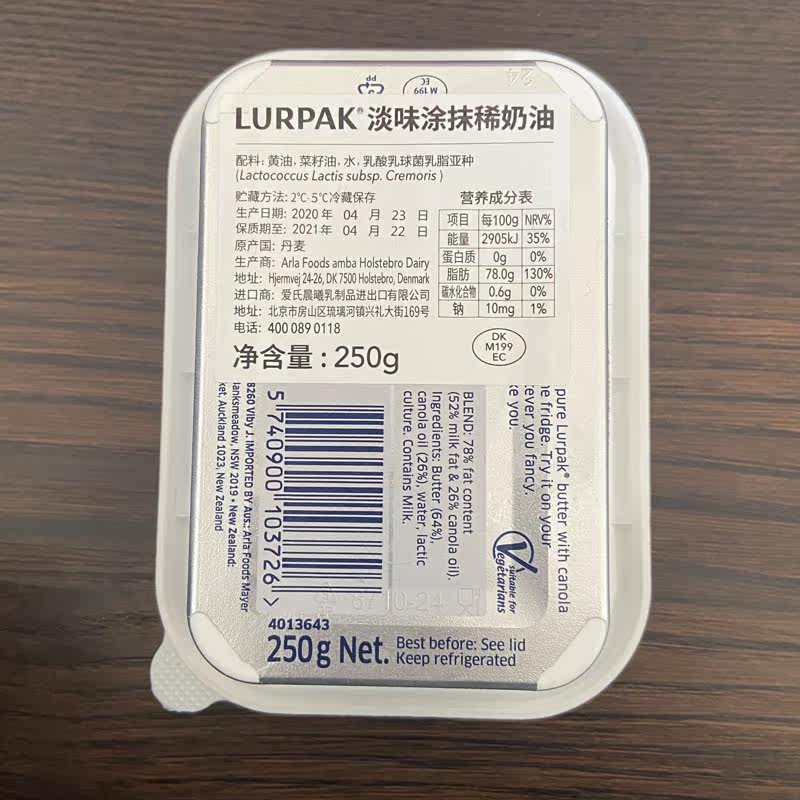 PP
M 199
EC
24
LURPAK® 淡味涂抹稀奶油
配料: 黄油, 菜籽油, 水, 乳酸乳球菌乳脂亚种
(Lactococcus Lactis subsp. Cremoris )
贮藏方法: 2℃-5℃冷藏保存
生产日期: 2020 年 04 月 23 日
保质期至: 2021 年 04 月 22 日
原产国: 丹麦
生产商: Arla Foods amba Holstebro Dairy
地址: Hjermvej 24-26, DK 7500 Holstebro, Denmark
进口商: 爱氏晨曦乳制品进出口有限公司
地址: 北京市房山区琉璃河镇兴礼大街169号
电话: 400 089 0118
净含量: 250g
营养成分表
项目 每100g NRV%
能量 2905kJ 35%
蛋白质 0g 0%
脂肪 78.0g 130%
碳水化合物 0.6g 0%
钠 10mg 1%
DK
M199
EC
pure Lurpak® butter with canola
e fridge. Try it on your
ever you fancy.
e you.
suitable for
Vegetarians
BLEND: 78% fat content
(52% milk fat & 26% canola oil).
Ingredients: Butter (64%),
canola oil (26%), water, lactic
culture. Contains Milk.
5 740900 103726 >
8260 Viby J. IMPORTED BY Aus.: Arla Foods Mayer
anksmeadow, NSW 2019 • New Zealand:
ket, Auckland 1023, New Zealand
10-24
4013643
250g Net.
Best before: See lid
Keep refrigerated